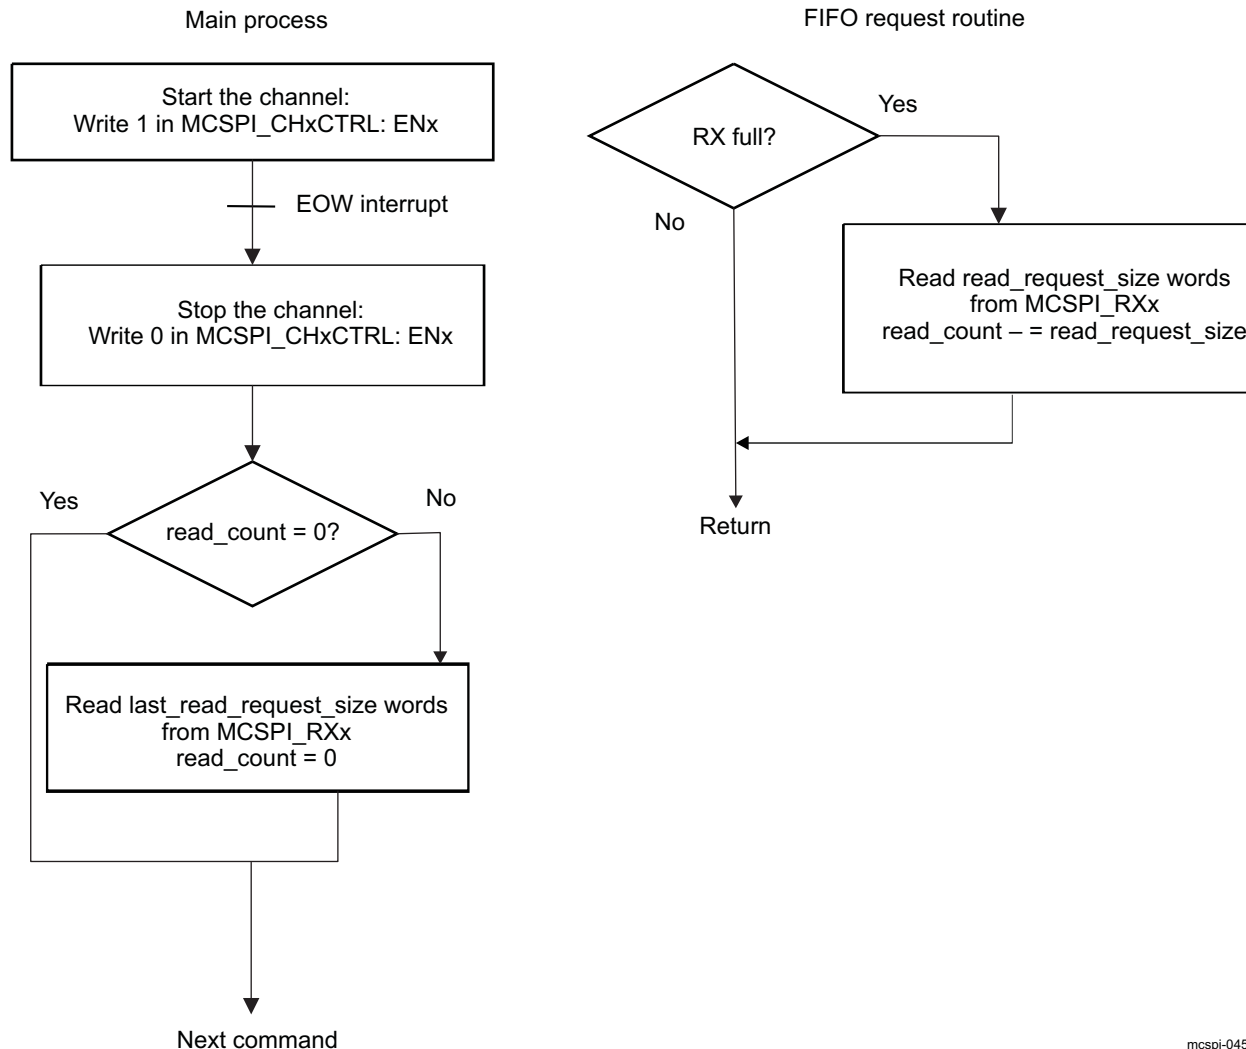 Main process
Start the channel:
Write 1 in MCSPI_CHxCTRL: ENx
EOW interrupt
Stop the channel:
Write 0 in MCSPI_CHxCTRL: ENx
Yes
No
read_count = 0?
Read last_read_request_size words
from MCSPI_RXx
read_count = 0
Next command
FIFO request routine
RX full?
Yes
No
Read read_request_size words
from MCSPI_RXx
read_count – = read_request_size
Return
mcspi-045